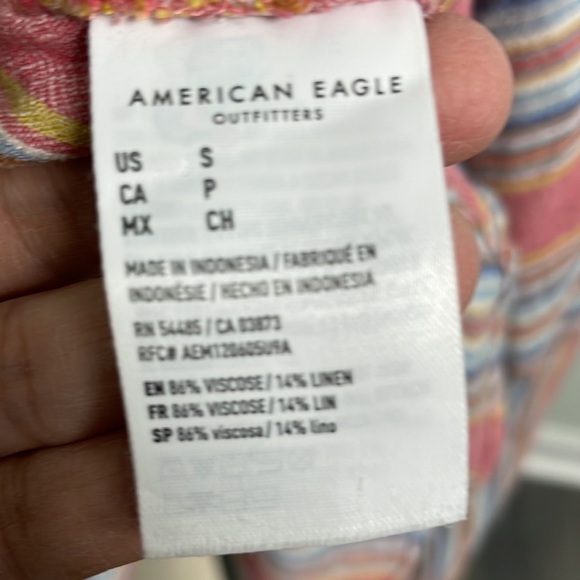 AMERICAN EAGLE
OUTFITTERS
US S
CA P
MX CH
MADE IN INDONESIA / FABRIQUÉ EN
INDONÉSIE / HECHO EN INDONESIA
RN 54485 / CA 03873
RFC# AEM1206050U9A
EN 86% VISCOSE / 14% LINEN
FR 86% VISCOSE / 14% LIN
SP 86% viscosa / 14% lino